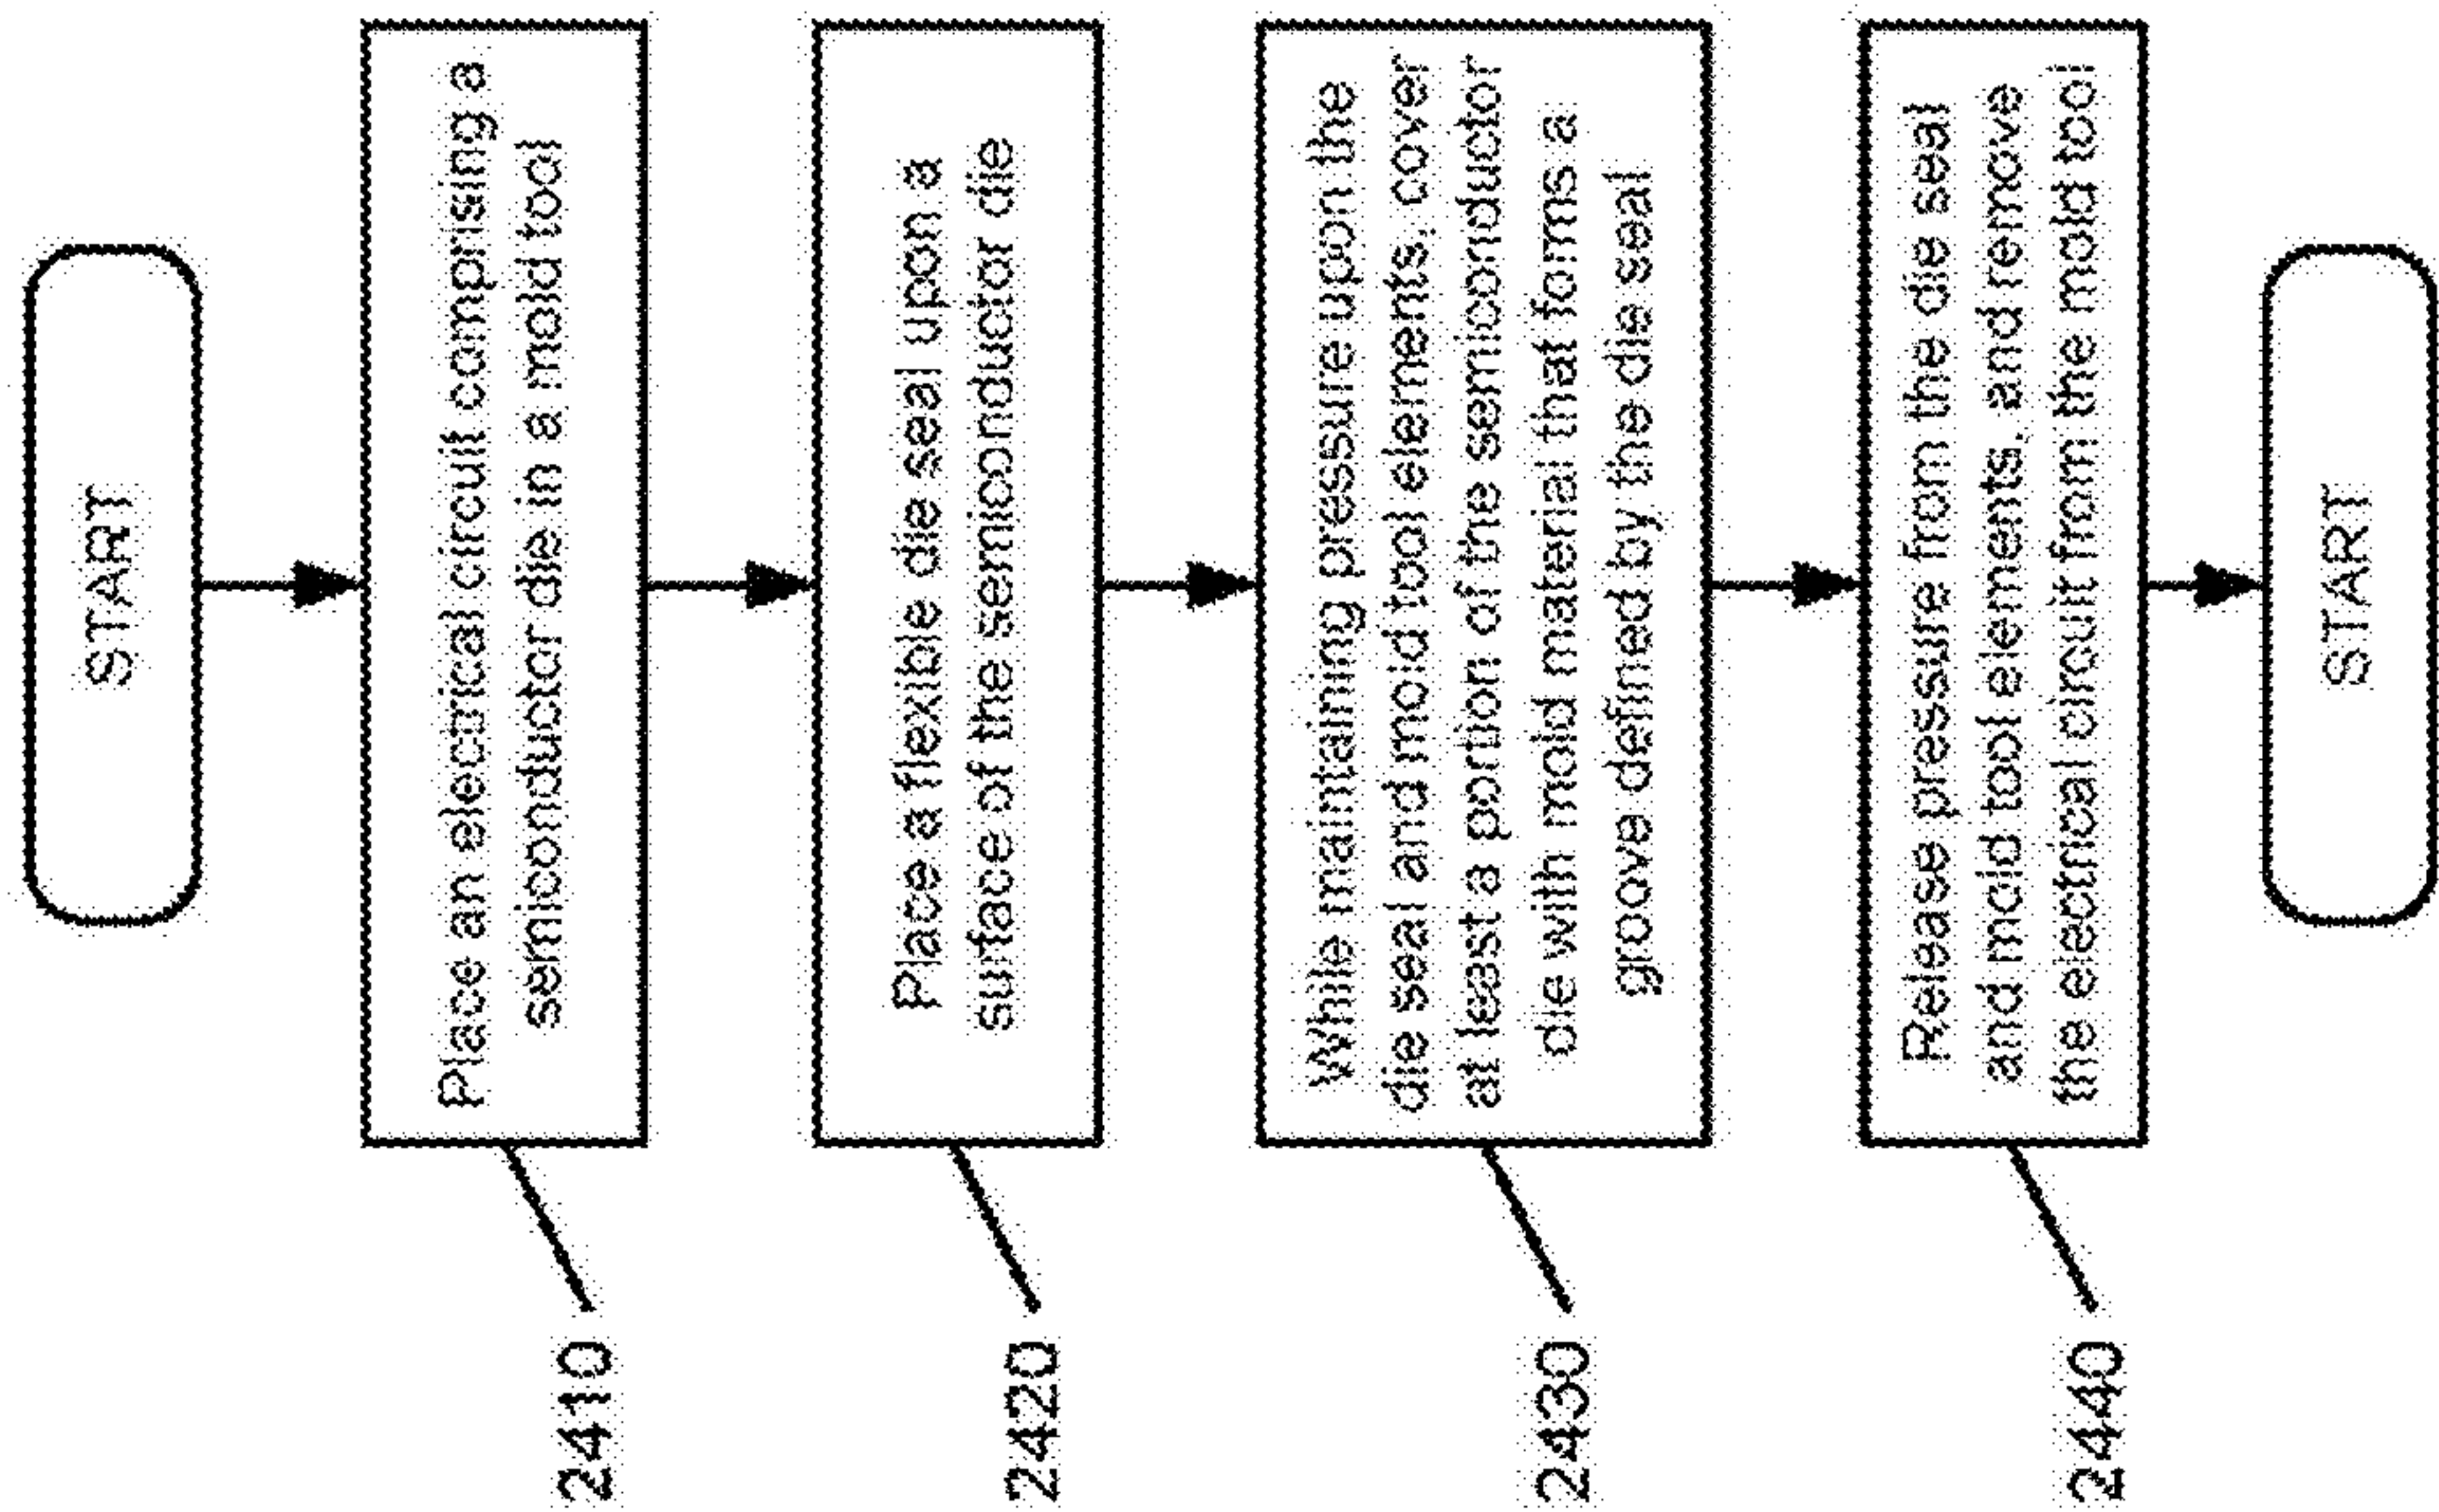 START
Place an electrical circuit comprising a
semiconductor die in a mold tool
2410
Place a flexible die seal upon a
surface of the semiconductor die
2420
While maintaining pressure upon the
die seal and mold tool elements, cover
at least a portion of the semiconductor
die with mold material that forms a
groove defined by the die seal
2430
Release pressure from the die seal
and mold tool elements, and remove
the electrical circuit from the mold tool
2440
START